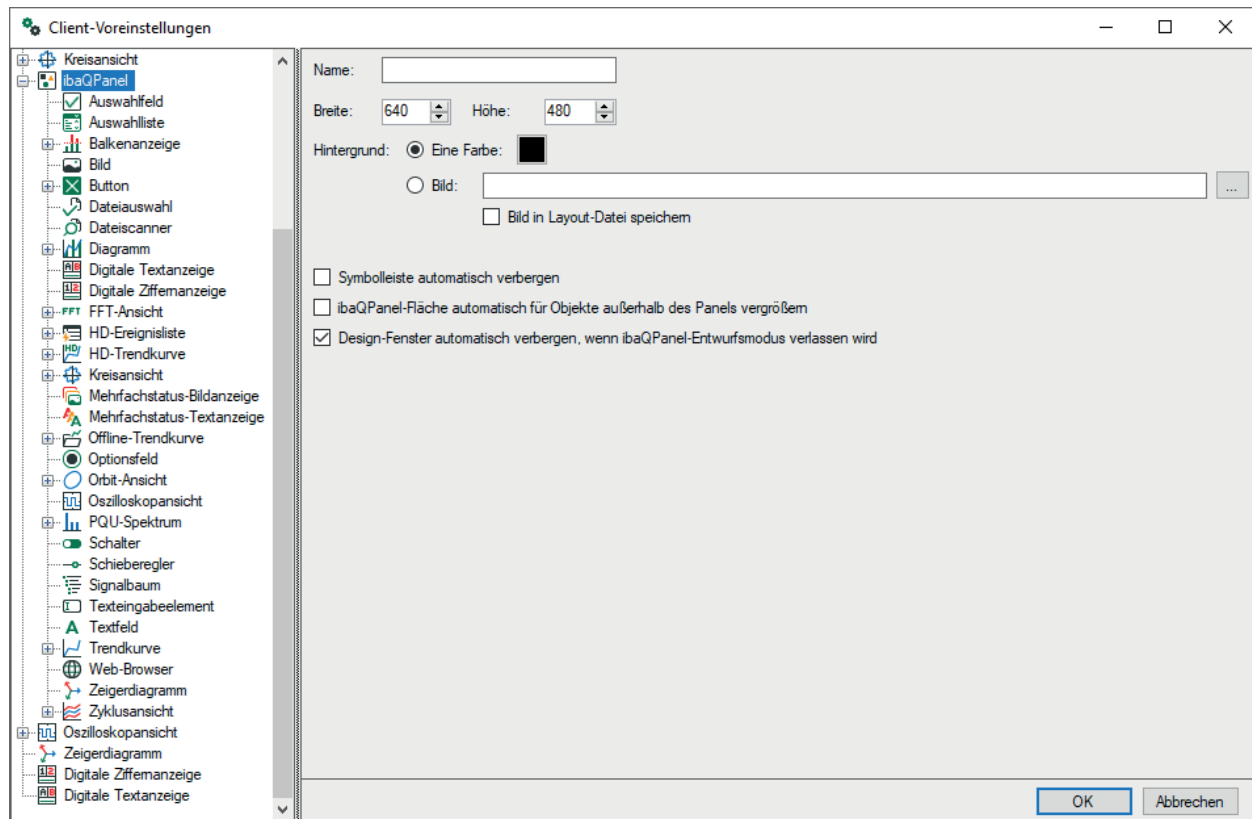 Client-Voreinstellungen
Kreisansicht
ibaQPanel
Auswahlfeld
Auswahlliste
Balkenanzeige
Bild
Button
Dateiauswahl
Dateiscanner
Diagramm
Digitale Textanzeige
Digitale Ziffernanzeige
FFT FFT-Ansicht
HD-Ereignisliste
HD HD-Trendkurve
Kreisansicht
Mehrfachstatus-Bildanzeige
Mehrfachstatus-Textanzeige
Offline-Trendkurve
Optionsfeld
Orbit-Ansicht
Oszilloskopansicht
PQU-Spektrum
Schalter
Schieberegler
Signalbaum
Texteingabeelement
A Textfeld
Trendkurve
Web-Browser
Zeigerdiagramm
Zyklusansicht
Oszilloskopansicht
Zeigerdiagramm
Digitale Ziffernanzeige
Digitale Textanzeige
Name:
Breite: 640 Höhe: 480
Hintergrund: Eine Farbe:
Bild: ...
Bild in Layout-Datei speichern
Symbolleiste automatisch verbergen
ibaQPanel-Fläche automatisch für Objekte außerhalb des Panels vergrößern
Design-Fenster automatisch verbergen, wenn ibaQPanel-Entwurfsmodus verlassen wird
OK Abbrechen